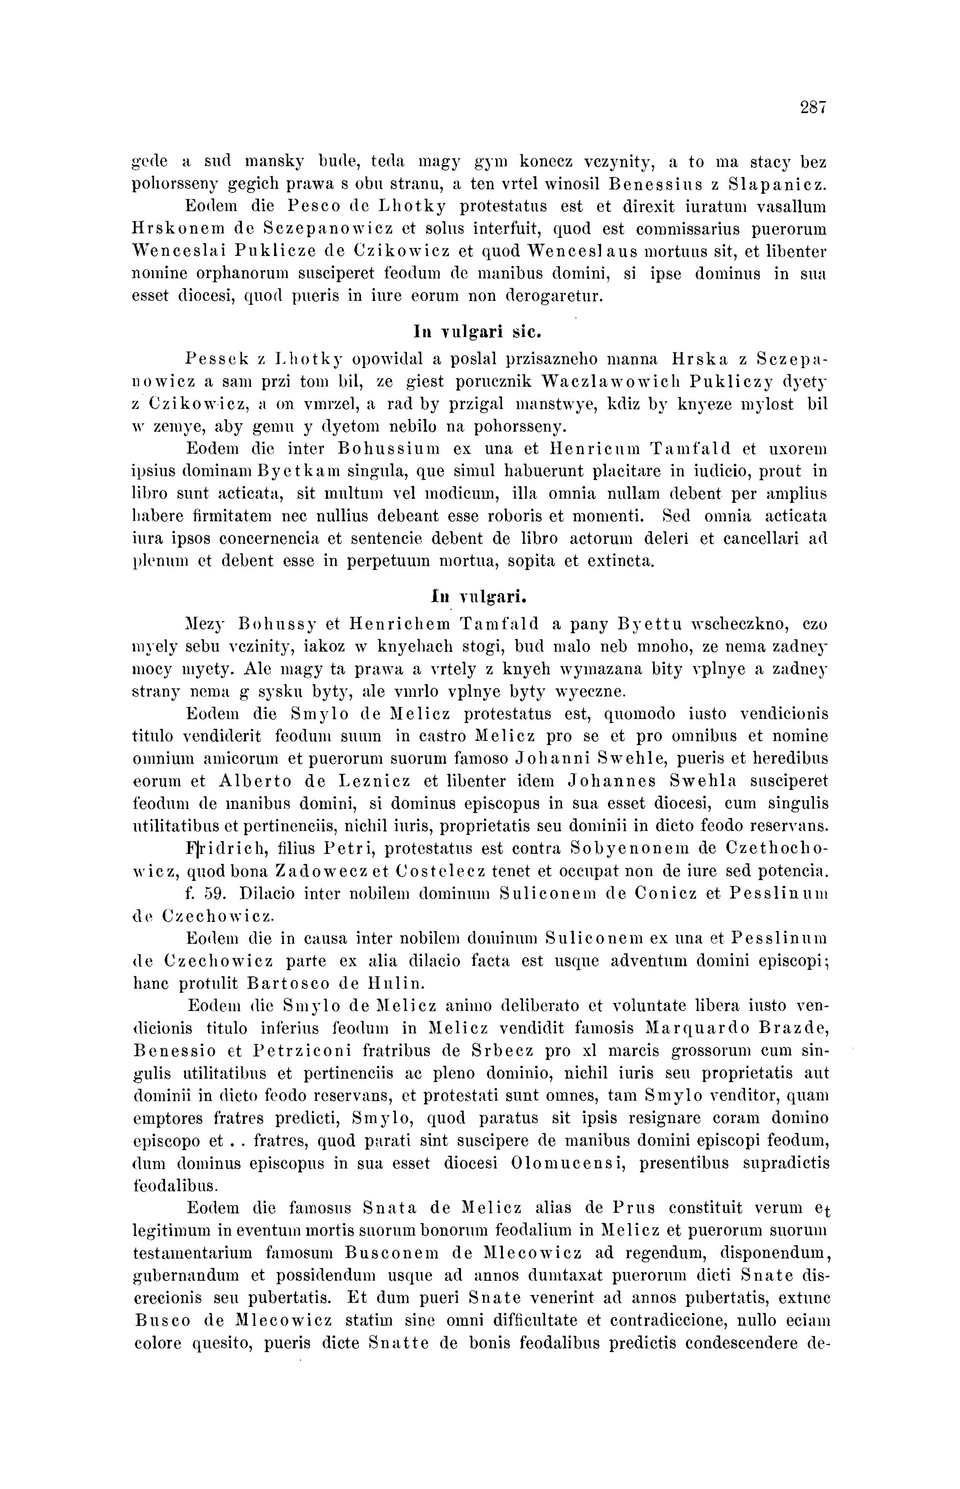 287
gede a sud mansky bude, teda magy gym konecz vczynity, a to ma stacy bez
pohorsseny gegich prawa s obu stranu, a ten vrtel winosil Benessius z Slapanicz.
Eodem die Pesco de Lhotky protestatus est et direxit iuratum vasallum
Hrskonem de Sczepanowicz et solus interfuit, quod est commissarius puerorum
Wenceslai Puklicze de Czikowicz et quod Wenceslaus mortuus sit, et libenter
nomine orphanorum susciperet feodum de manibus domini, si ipse dominus in sua
esset diocesi, quod pueris in iure eorum non derogaretur.
In vulgari sic.
Pessek z Lhotky opowidal a poslal przisazneho manna Hrska z Sczepa-
nowicz a sam przi tom bil, ze giest porucznik Waczlawowich Pukliczy dyety
z Czikowicz, a on vmrzel, a rad by przigal manstwye, kdiz by knyeze mylost bil
w zemye, aby gemu y dyetom nebilo na pohorsseny.
Eodem die inter Bohussium ex una et Henricum Tamfald et uxorem
ipsius dominam Byetkam singula, que simul habuerunt placitare in iudicio, prout in
libro sunt acticata, sit multum vel modicum, illa omnia nullam debent per amplius
habere firmitatem nec nullius debeant esse roboris et momenti. Sed omnia acticata
iura ipsos concernencia et sentencie debent de libro actorum deleri et cancellari ad
plenum et debent esse in perpetuum mortua, sopita et extincta.
In vulgari.
Mezy Bohussy et Henrichem Tamfald a pany Byettu wscheczkno, czo
myely sebu vczinity, iakoz w knyehach stogi, bud malo neb mnoho, ze nema zadney
mocy myety. Ale magy ta prawa a vrtely z knyeh wymazana bity vplnye a zadney
strany nema g sysku byty, ale vmrlo vplnye byty wyeczne.
Eodem die Smylo de Melicz protestatus est, quomodo iusto vendicionis
titulo vendiderit feodum suum in castro Melicz pro se et pro omnibus et nomine
omnium amicorum et puerorum suorum famoso Johanni Swehle, pueris et heredibus
eorum et Alberto de Leznicz et libenter idem Johannes Swehla susciperet
feodum de manibus domini, si dominus episcopus in sua esset diocesi, cum singulis
utilitatibus et pertinenciis, nichil iuris, proprietatis seu dominii in dicto feodo reservans.
Fridrich, filius Petri, protestatus est contra Sobyenonem de Czethocho-
wicz, quod bona Zadowecz et Costelecz tenet et occupat non de iure sed potencia.
f. 59. Dilacio inter nobilem dominum Suliconem de Conicz et Pesslinum
de Czechowicz.
Eodem die in causa inter nobilem dominum Suliconem ex una et Pesslinum
de Czechowicz parte ex alia dilacio facta est usque adventum domini episcopi;
hanc protulit Bartosco de Hulin.
Eodem die Smylo de Melicz animo deliberato et voluntate libera iusto ven-
dicionis titulo inferius feodum in Melicz vendidit famosis Marquardo Brazde,
Benessio et Petrziconi fratribus de Srbecz pro xl marcis grossorum cum sin-
gulis utilitatibus et pertinenciis ac pleno dominio, nichil iuris seu proprietatis aut
dominii in dicto feodo reservans, et protestati sunt omnes, tam Smylo venditor, quam
emptores fratres predicti, Smylo, quod paratus sit ipsis resignare coram domino
episcopo et . . fratres, quod parati sint suscipere de manibus domini episcopi feodum,
dum dominus episcopus in sua esset diocesi Olomucensi, presentibus supradictis
feodalibus.
Eodem die famosus Snata de Melicz alias de Prus constituit verum et
legitimum in eventum mortis suorum bonorum feodalium in Melicz et puerorum suorum
testamentarium famosum Busconem de Mlecowicz ad regendum, disponendum,
gubernandum et possidendum usque ad annos dumtaxat puerorum dicti Snate dis-
crecionis seu pubertatis. Et dum pueri Snate venerint ad annos pubertatis, extunc
Busco de Mlecowicz statim sine omni difficultate et contradiccione, nullo eciam
colore quesito, pueris dicte Snatte de bonis feodalibus predictis condescendere de-